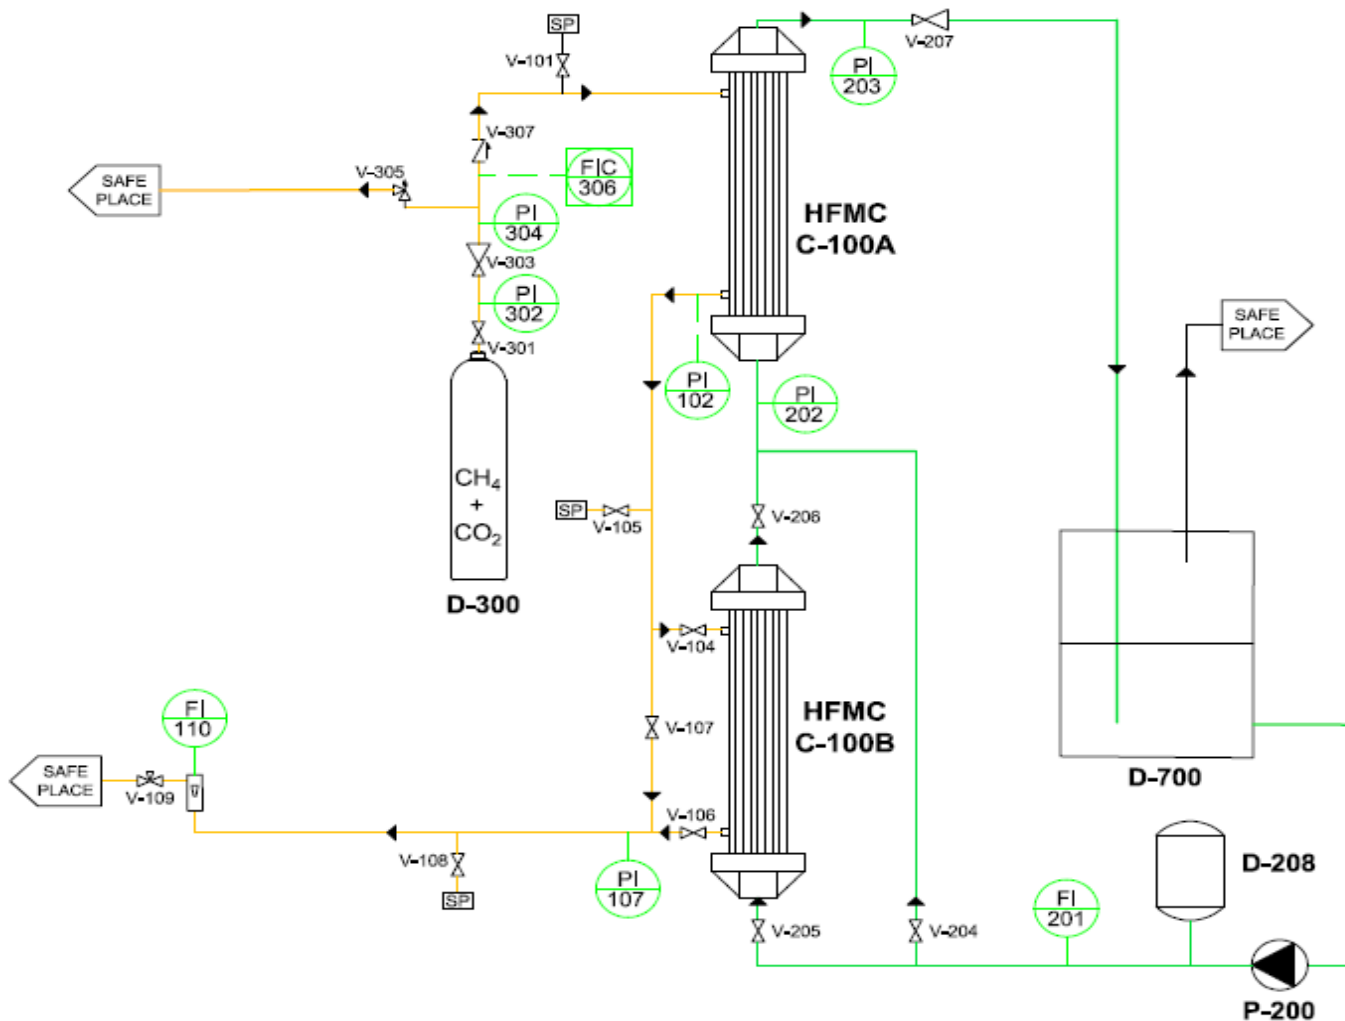 SP
V-101
PI
203
V-207
V-307
V-305
SAFE
PLACE
FIC
306
PI
304
HFMC
C-100A
V-303
PI
302
V-301
SAFE
PLACE
PI
102
PI
202
CH4
+
CO2
SP
V-105
V-206
D-300
V-104
FI
110
V-107
HFMC
C-100B
SAFE
PLACE
V-109
D-700
V-106
V-108
SP
PI
107
D-208
FI
201
V-205
V-204
P-200